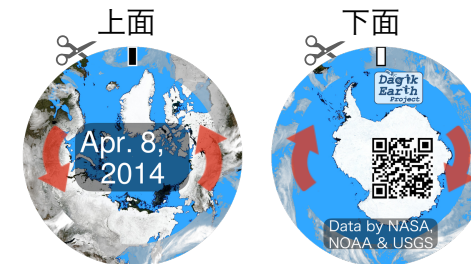 上面
下面
Apr. 8,
2014
Dagik
Earth
Project
Data by NASA,
NOAA & USGS